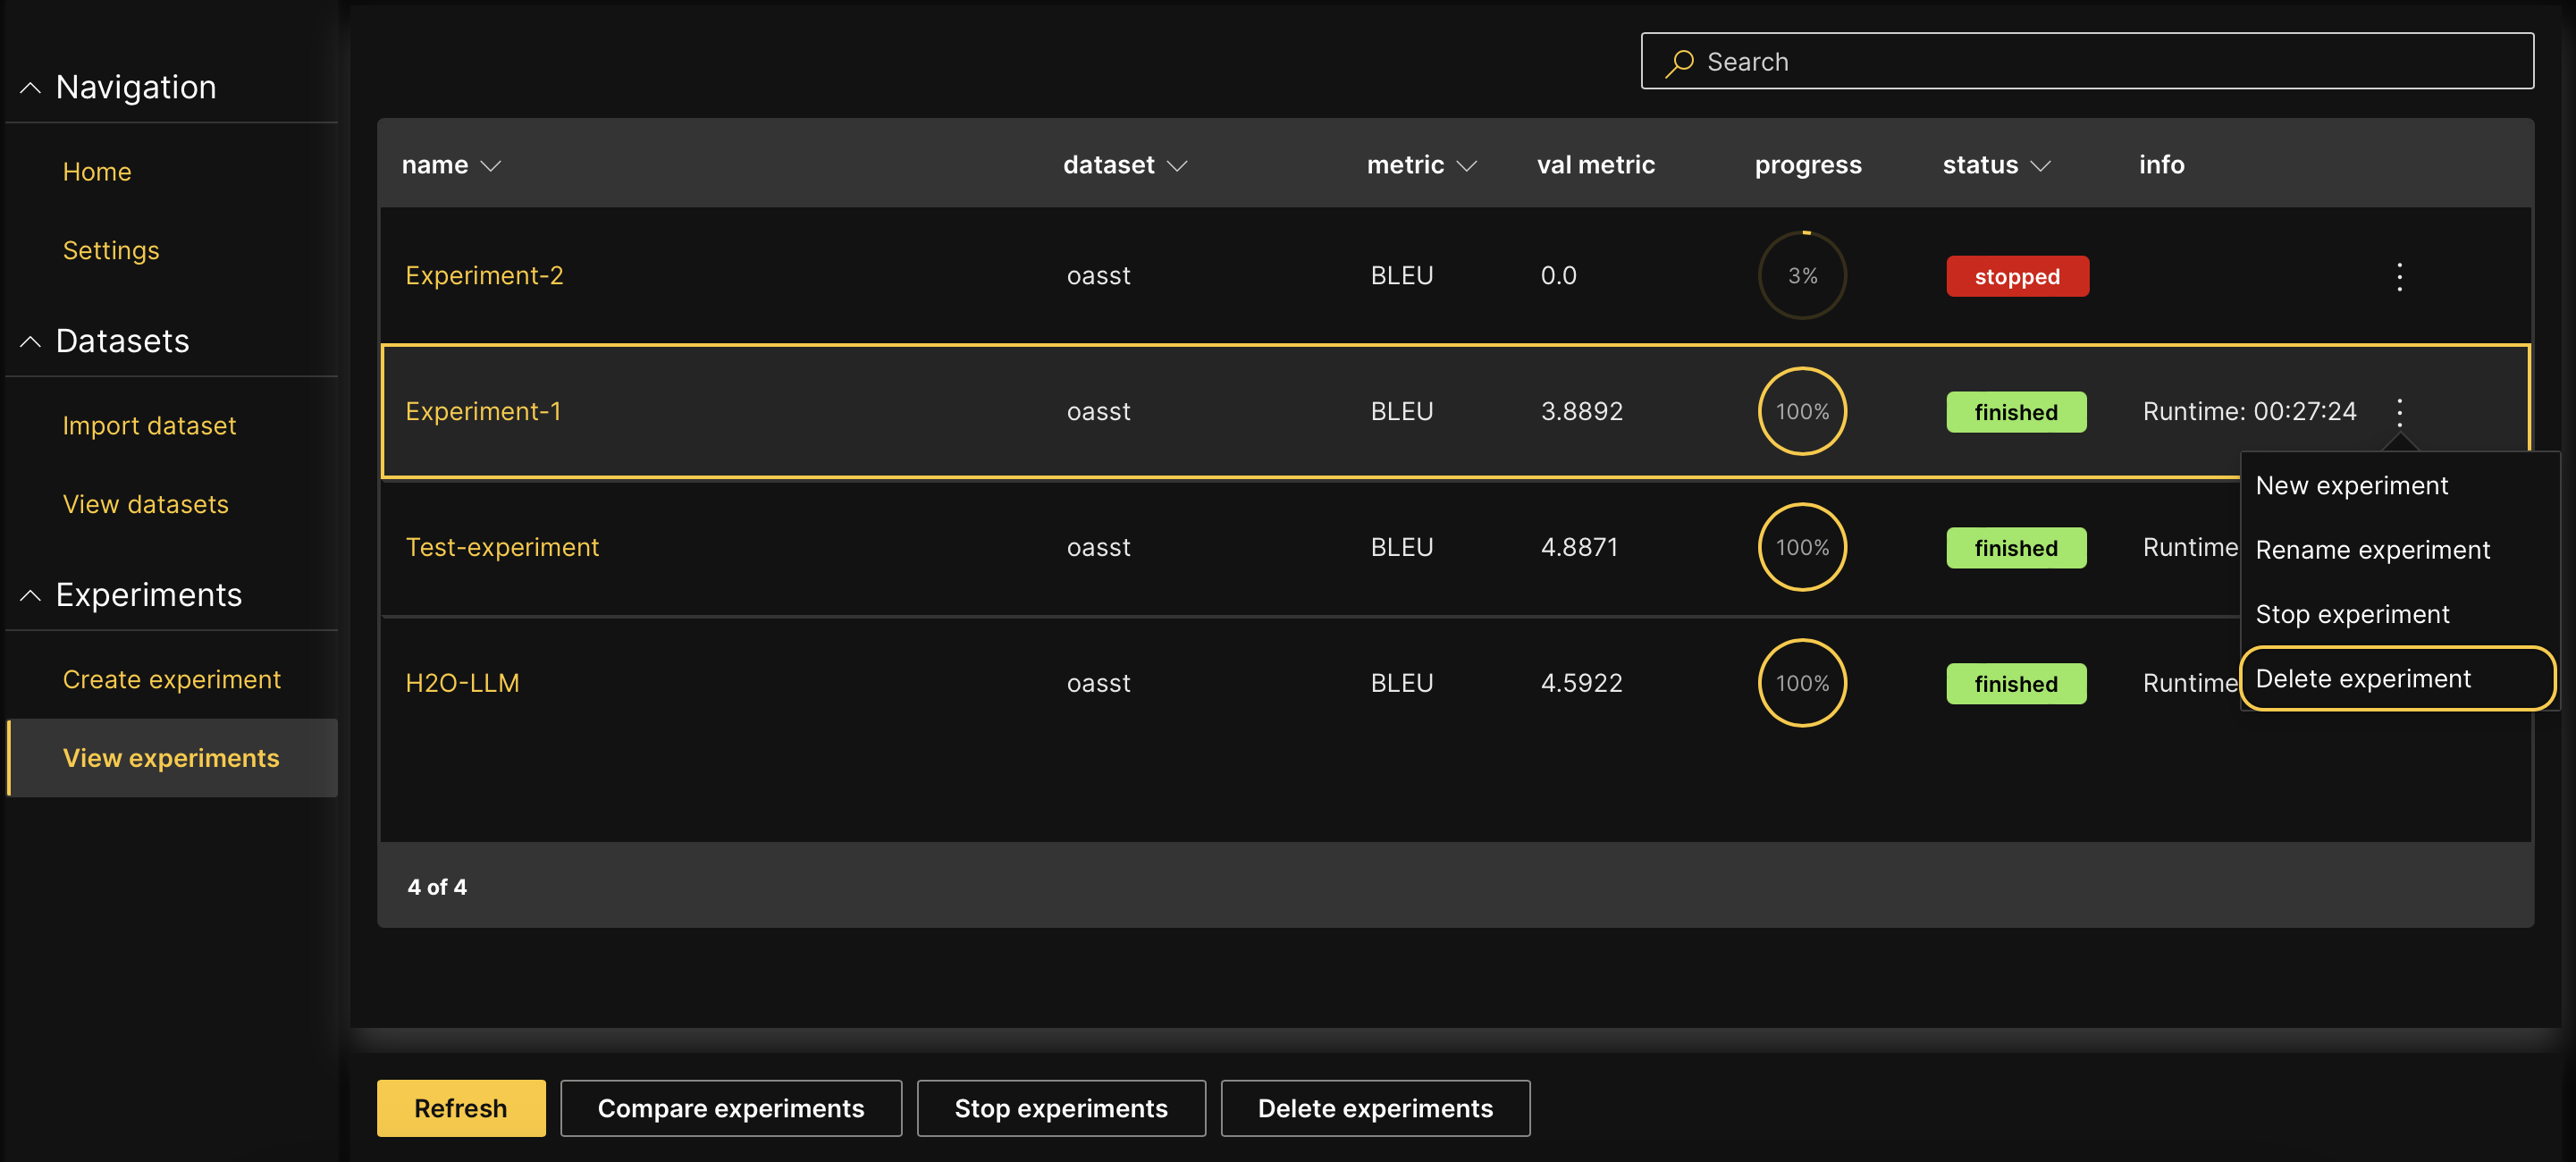 Navigation
Home
Settings
Datasets
Import dataset
View datasets
Experiments
Create experiment
View experiments
Search
name dataset metric val metric progress status info
Experiment-2 oasst BLEU 0.0 3% stopped
Experiment-1 oasst BLEU 3.8892 100% finished Runtime: 00:27:24
Test-experiment oasst BLEU 4.8871 100% finished Runtime
H2O-LLM oasst BLEU 4.5922 100% finished Runtime
New experiment
Rename experiment
Stop experiment
Delete experiment
4 of 4
Refresh Compare experiments Stop experiments Delete experiments